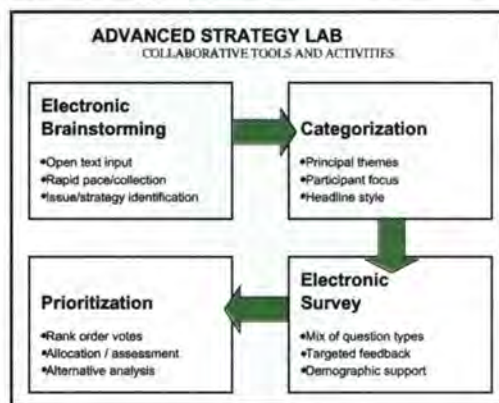 ADVANCED STRATEGY LAB
COLLABORATIVE TOOLS AND ACTIVITIES
Electronic
Brainstorming
•Open text input
•Rapid pace/collection
•Issue/strategy identification
Categorization
•Principal themes
•Participant focus
•Headline style
Electronic
Survey
•Mix of question types
•Targeted feedback
•Demographic support
Prioritization
•Rank order votes
•Allocation / assessment
•Alternative analysis